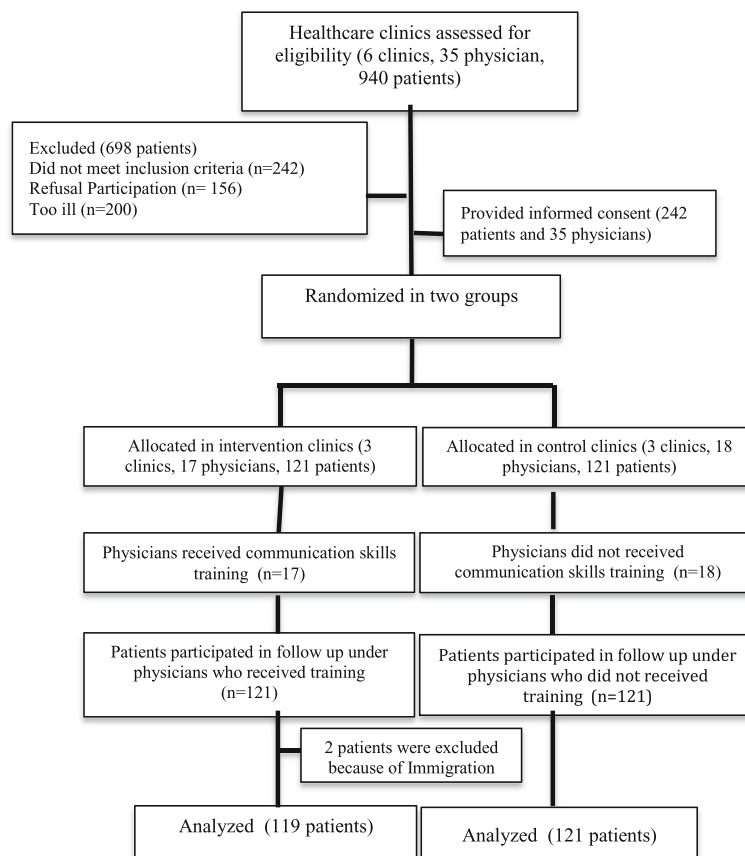 Healthcare clinics assessed for
eligibility (6 clinics, 35 physician,
940 patients)
Excluded (698 patients)
Did not meet inclusion criteria (n=242)
Refusal Participation (n= 156)
Too ill (n=200)
Provided informed consent (242
patients and 35 physicians)
Randomized in two groups
Allocated in intervention clinics (3
clinics, 17 physicians, 121 patients)
Allocated in control clinics (3 clinics, 18
physicians, 121 patients)
Physicians received communication skills
training (n=17)
Physicians did not received
communication skills training (n=18)
Patients participated in follow up under
physicians who received training
(n=121)
Patients participated in follow up under
physicians who did not received
training (n=121)
2 patients were excluded
because of Immigration
Analyzed (119 patients)
Analyzed (121 patients)